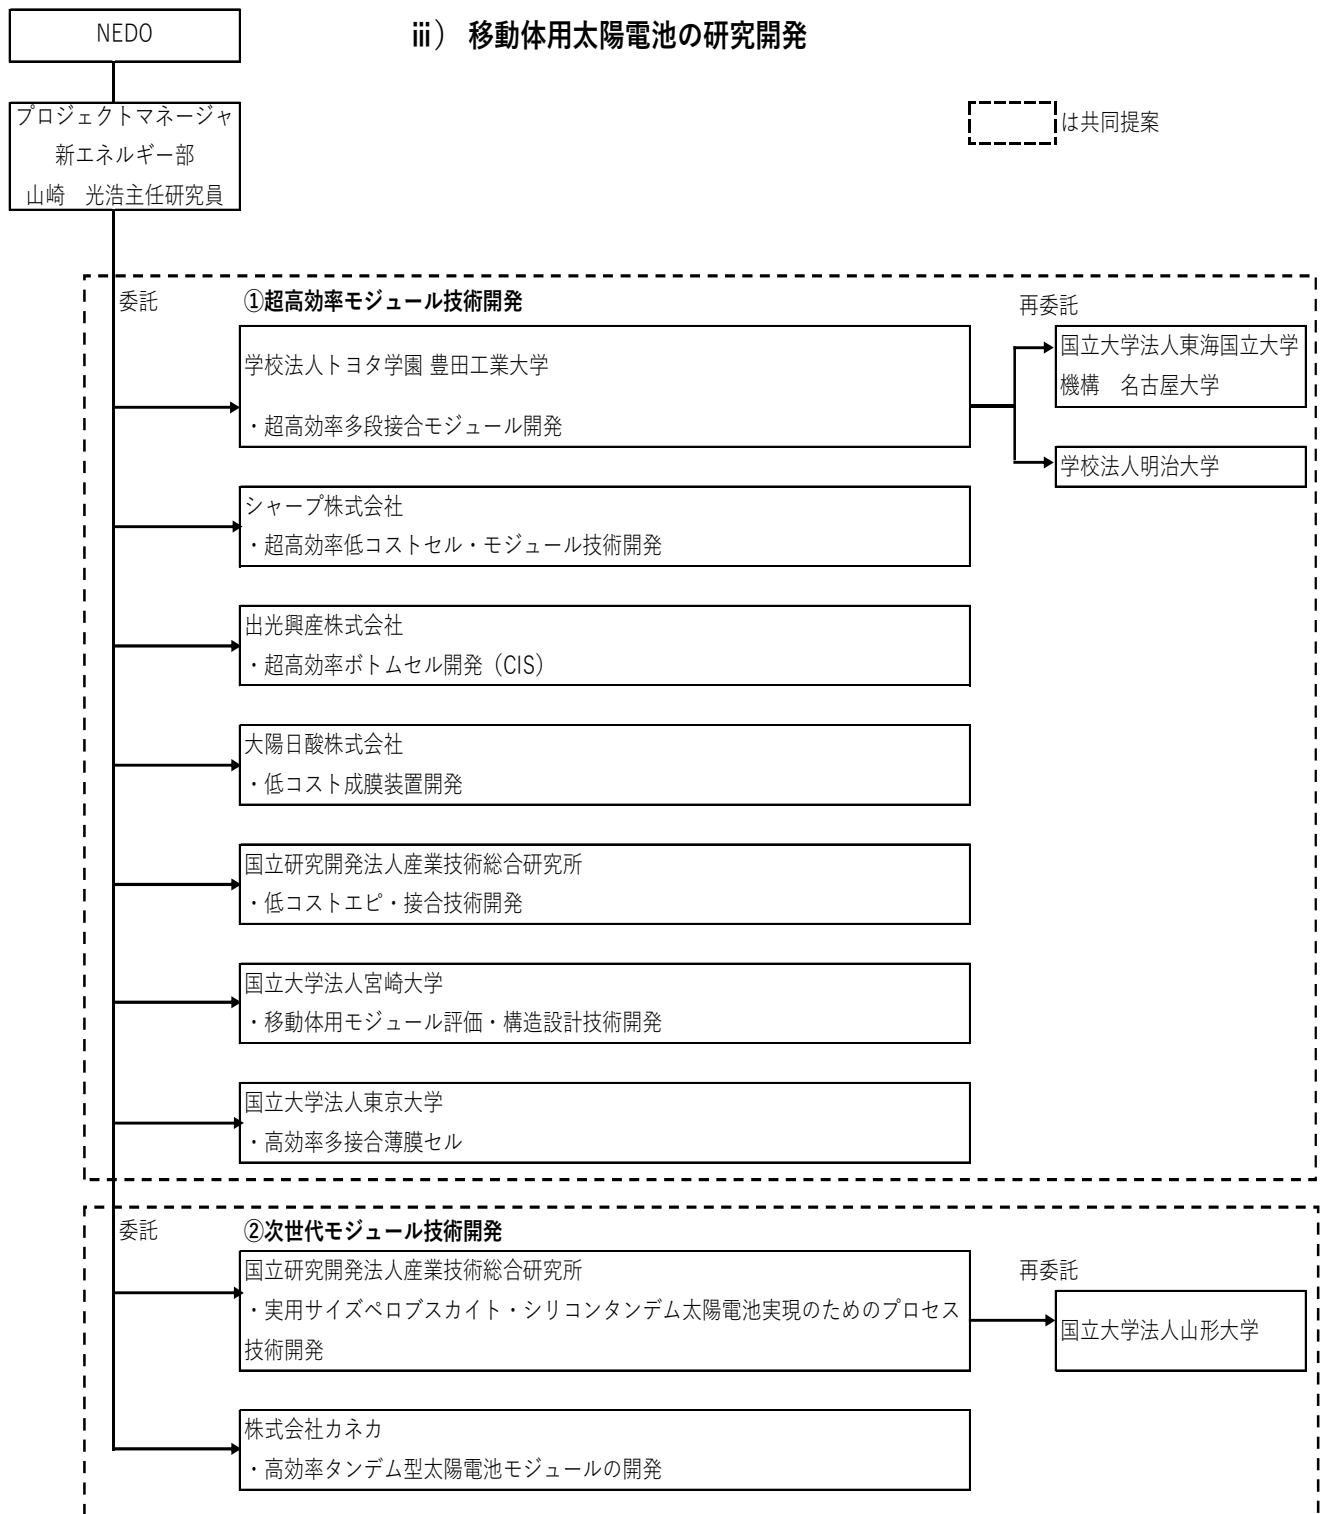 NEDO
ⅲ） 移動体用太陽電池の研究開発
プロジェクトマネージャ
新エネルギー部
山崎　光浩主任研究員
は共同提案
委託
①超高効率モジュール技術開発
再委託
学校法人トヨタ学園 豊田工業大学
・超高効率多段接合モジュール開発
国立大学法人東海国立大学
機構　名古屋大学
学校法人明治大学
シャープ株式会社
・超高効率低コストセル・モジュール技術開発
出光興産株式会社
・超高効率ボトムセル開発（CIS）
大陽日酸株式会社
・低コスト成膜装置開発
国立研究開発法人産業技術総合研究所
・低コストエピ・接合技術開発
国立大学法人宮崎大学
・移動体用モジュール評価・構造設計技術開発
国立大学法人東京大学
・高効率多接合薄膜セル
委託
②次世代モジュール技術開発
再委託
国立研究開発法人産業技術総合研究所
・実用サイズペロブスカイト・シリコンタンデム太陽電池実現のためのプロセス
技術開発
国立大学法人山形大学
株式会社カネカ
・高効率タンデム型太陽電池モジュールの開発